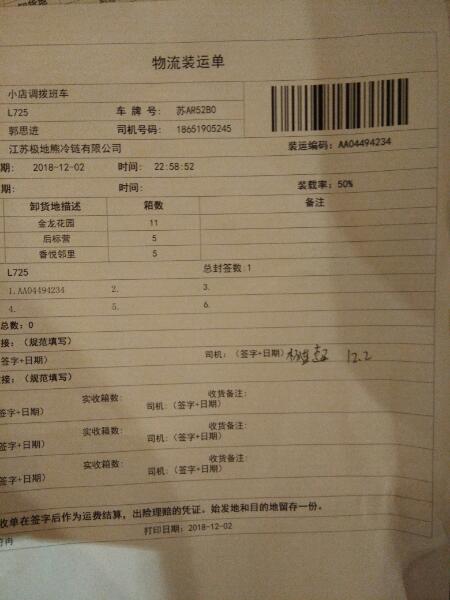 物流装运单
小店调拨班车
L725 车 牌 号: 苏AR52B0
郭思进 司机号码: 18651905245
江苏极地熊冷链有限公司 装运编码: AA04494234
期: 2018-12-02 时间: 22:58:52
期: 时间: 装载率: 50%
卸货地描述 箱数 备注
金龙花园 11
后标营 5
香悦邻里 5
L725 总封签数:1
1.AA04494234 2. 3.
4. 5. 6.
总数: 0
接: (规范填写)
签字+日期) 司机: (签字+日期) 12.2
接: (规范填写)
实收箱数: 收货备注:
签字+日期) 司机: (签字+日期)
实收箱数: 收货备注:
签字+日期) 司机: (签字+日期)
实收箱数: 收货备注:
签字+日期) 司机: (签字+日期)
收单在签字后作为运费结算，出险理赔的凭证。始发地和目的地留存一份。
打印日期: 2018-12-02